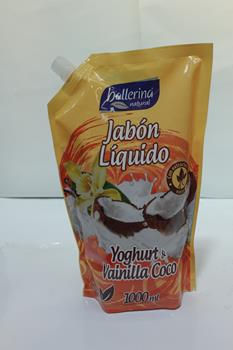 ballerina
natural
Jabón
Líquido
Yoghurt &
Vainilla Coco
1000 ml